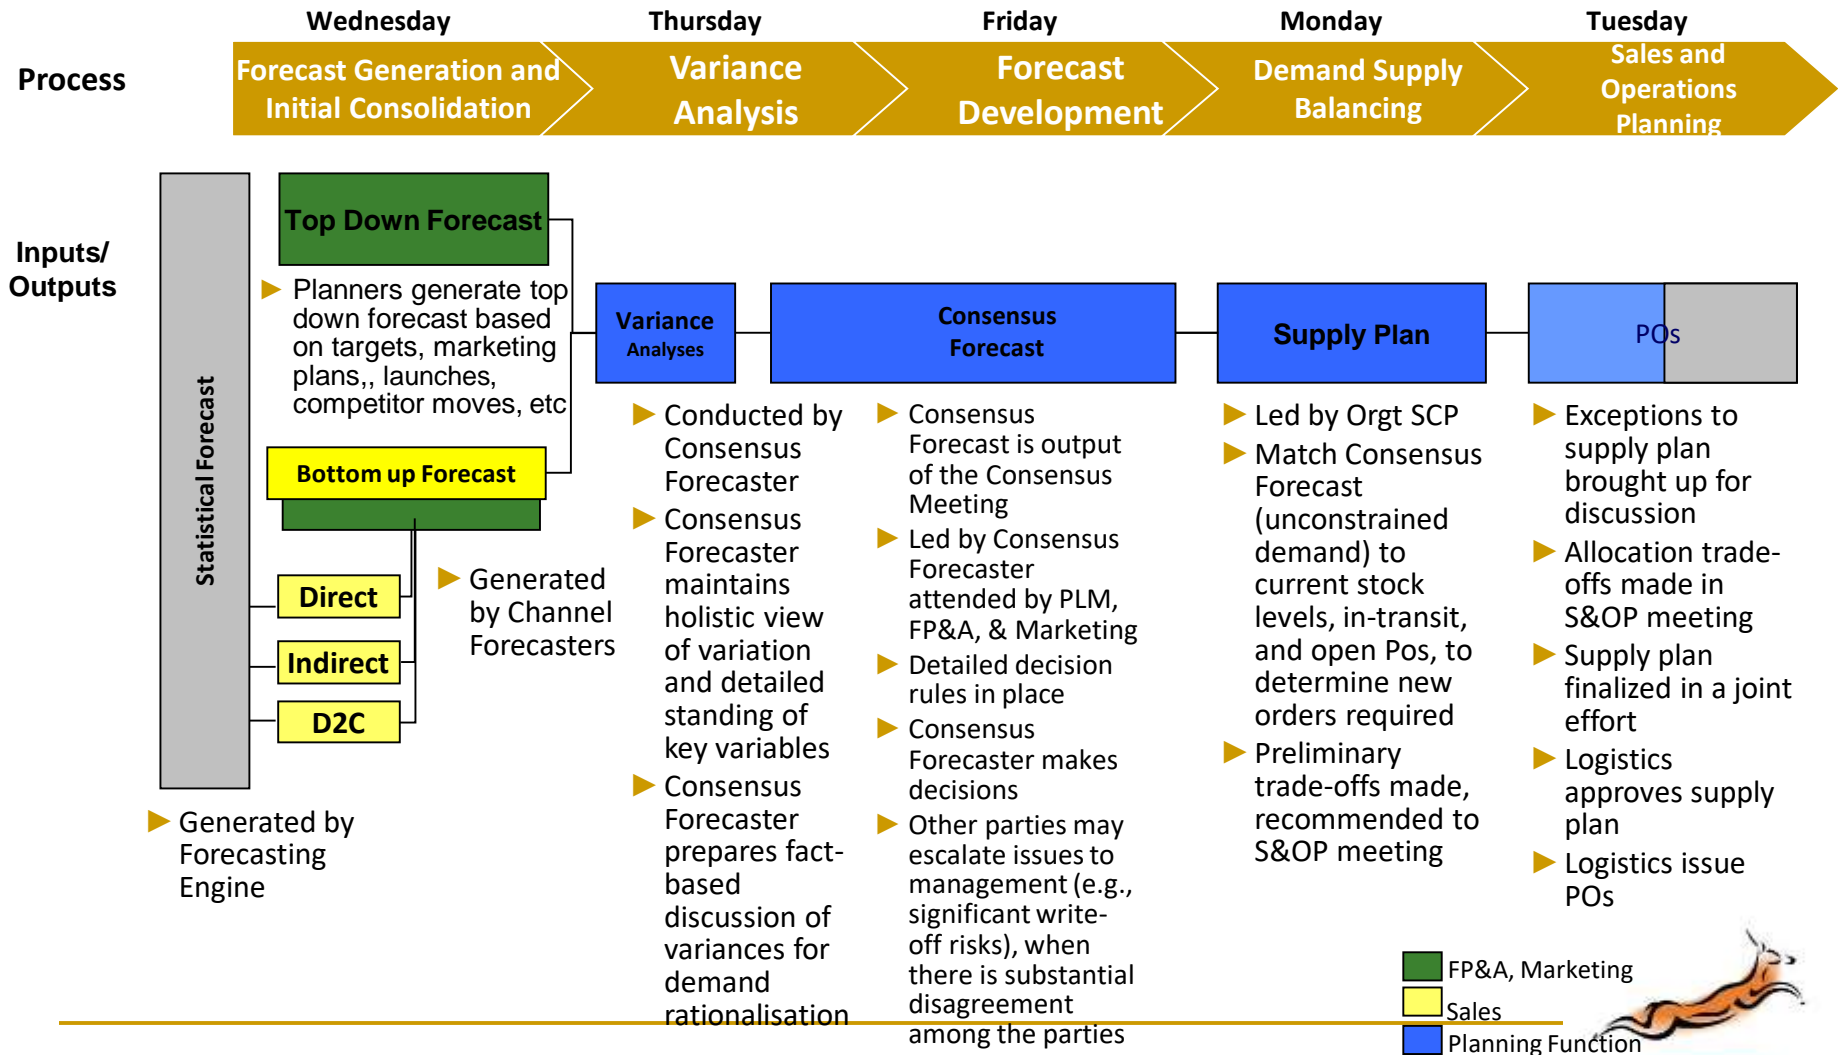 Wednesday
Thursday
Friday
Monday
Tuesday
Process
Forecast Generation and
Initial Consolidation
Variance
Analysis
Forecast
Development
Demand Supply
Balancing
Sales and
Operations
Planning
Inputs/
Outputs
Statistical Forecast
Generated by
Forecasting
Engine
Top Down Forecast
Planners generate top
down forecast based
on targets, marketing
plans,, launches,
competitor moves, etc
Bottom up Forecast
Direct
Indirect
D2C
Generated
by Channel
Forecasters
Variance
Analyses
Conducted by
Consensus
Forecaster
Consensus
Forecaster
maintains
holistic view
of variation
and detailed
standing of
key variables
Consensus
Forecaster
prepares fact-
based
discussion of
variances for
demand
rationalisation
Consensus
Forecast
Consensus
Forecast is output
of the Consensus
Meeting
Led by Consensus
Forecaster
attended by PLM,
FP&A, & Marketing
Detailed decision
rules in place
Consensus
Forecaster makes
decisions
Other parties may
escalate issues to
management (e.g.,
significant write-
off risks), when
there is substantial
disagreement
among the parties
Supply Plan
Led by Orgt SCP
Match Consensus
Forecast
(unconstrained
demand) to
current stock
levels, in-transit,
and open Pos, to
determine new
orders required
Preliminary
trade-offs made,
recommended to
S&OP meeting
POs
Exceptions to
supply plan
brought up for
discussion
Allocation trade-
offs made in
S&OP meeting
Supply plan
finalized in a joint
effort
Logistics
approves supply
plan
Logistics issue
POs
FP&A, Marketing
Sales
Planning Function